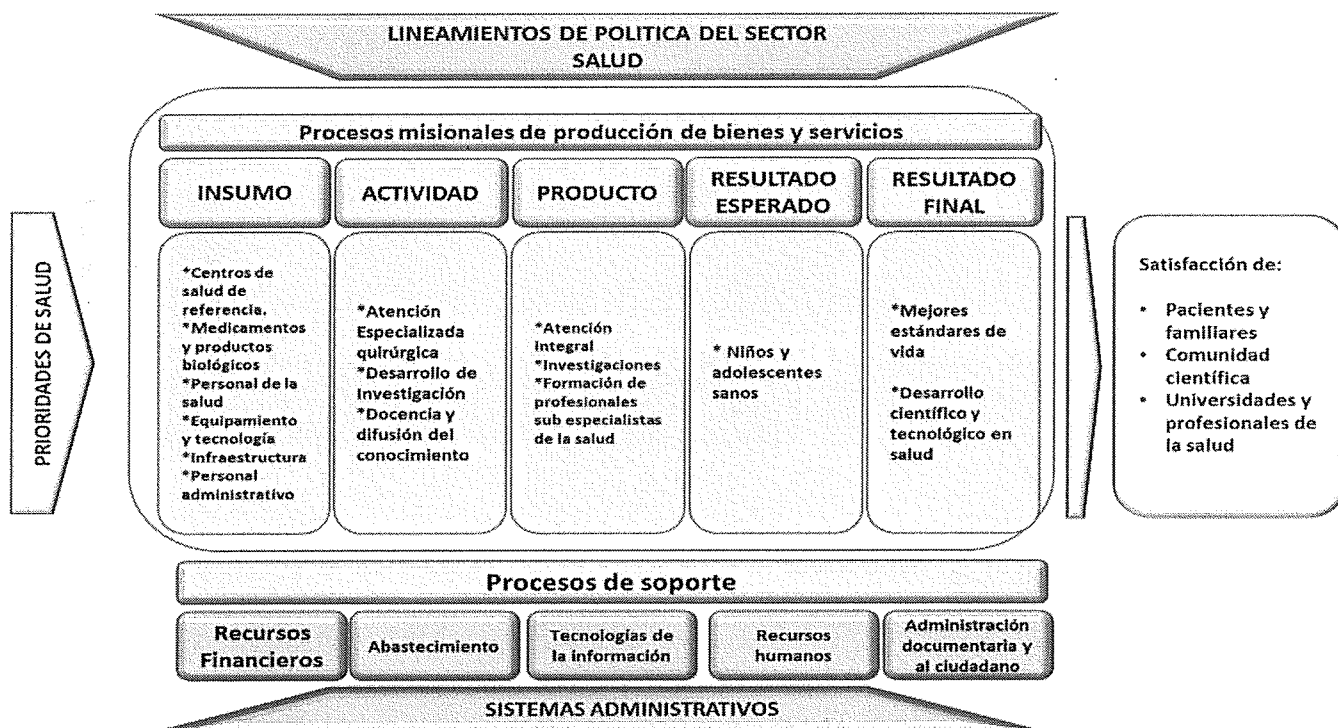 LINEAMIENTOS DE POLITICA DEL SECTOR
SALUD
Procesos misionales de producción de bienes y servicios
INSUMO
ACTIVIDAD
PRODUCTO
RESULTADO
ESPERADO
RESULTADO
FINAL
PRIORIDADES DE SALUD
*Centros de
salud de
referencia.
*Medicamentos
y productos
biológicos
*Personal de la
salud
*Equipamiento
y tecnología
*Infraestructura
*Personal
administrativo
*Atención
Especializada
quirúrgica
*Desarrollo de
Investigación
*Docencia y
difusión del
conocimiento
*Atención
Integral
*Investigaciones
*Formación de
profesionales
sub especialistas
de la salud
* Niños y
adolescentes
sanos
*Mejores
estándares de
vida
*Desarrollo
científico y
tecnológico en
salud
Satisfacción de:
• Pacientes y
familiares
• Comunidad
científica
• Universidades y
profesionales de
la salud
Procesos de soporte
Recursos
Financieros
Abastecimiento
Tecnologías de
la información
Recursos
humanos
Administración
documentaria y
al ciudadano
SISTEMAS ADMINISTRATIVOS